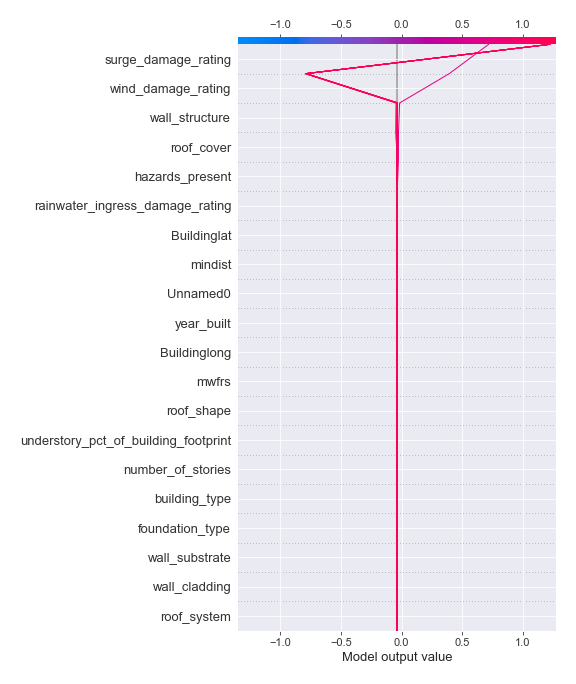 −1.0 −0.5 0.0 0.5 1.0
surge_damage_rating
wind_damage_rating
wall_structure
roof_cover
hazards_present
rainwater_ingress_damage_rating
Buildinglat
mindist
Unnamed0
year_built
Buildinglong
mwfrs
roof_shape
understory_pct_of_building_footprint
number_of_stories
building_type
foundation_type
wall_substrate
wall_cladding
roof_system
−1.0 −0.5 0.0 0.5 1.0
Model output value